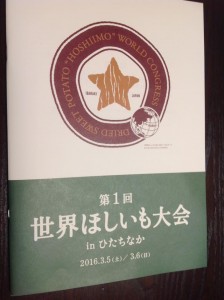 DRIED SWEET POTATO "HOSHIIMO" WORLD CONGRESS
第1回
世界ほしいも大会
in ひたちなか
2016.3.5(土)/3.6(日)